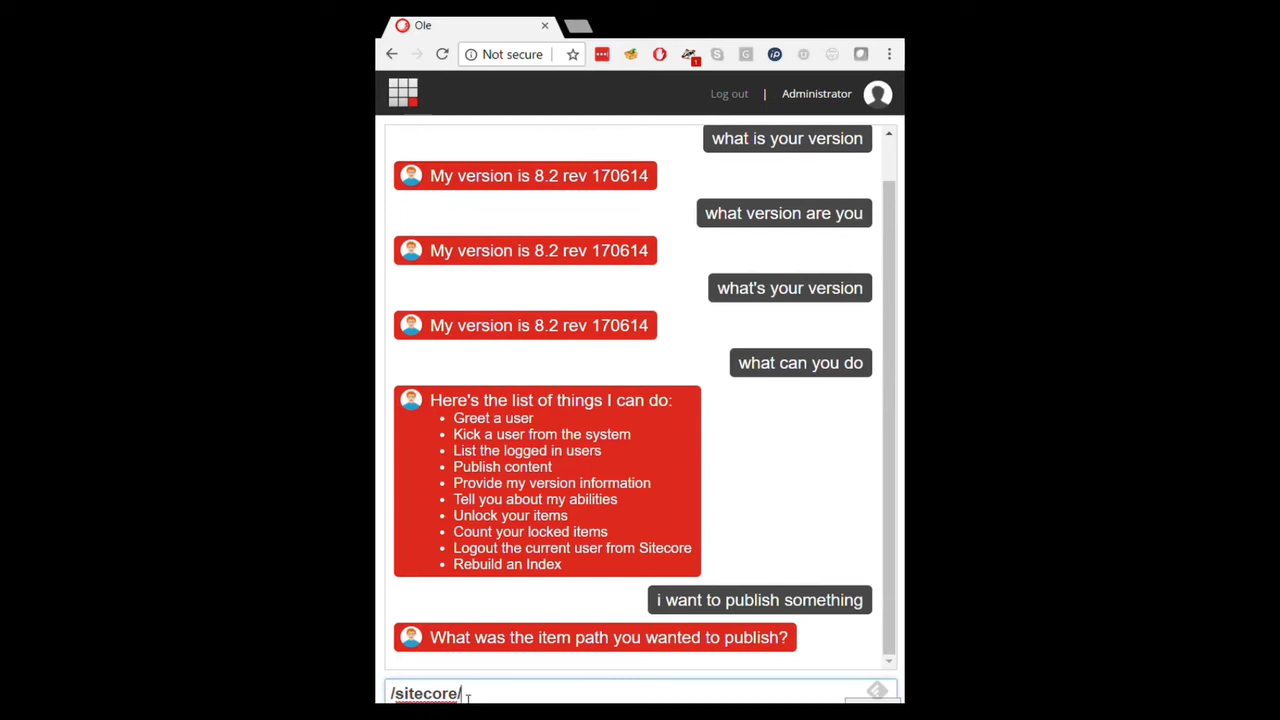 Ole
Not secure
1
Log out | Administrator
what is your version
My version is 8.2 rev 170614
what version are you
My version is 8.2 rev 170614
what's your version
My version is 8.2 rev 170614
what can you do
Here's the list of things I can do:
• Greet a user
• Kick a user from the system
• List the logged in users
• Publish content
• Provide my version information
• Tell you about my abilities
• Unlock your items
• Count your locked items
• Logout the current user from Sitecore
• Rebuild an Index
i want to publish something
What was the item path you wanted to publish?
/sitecore/